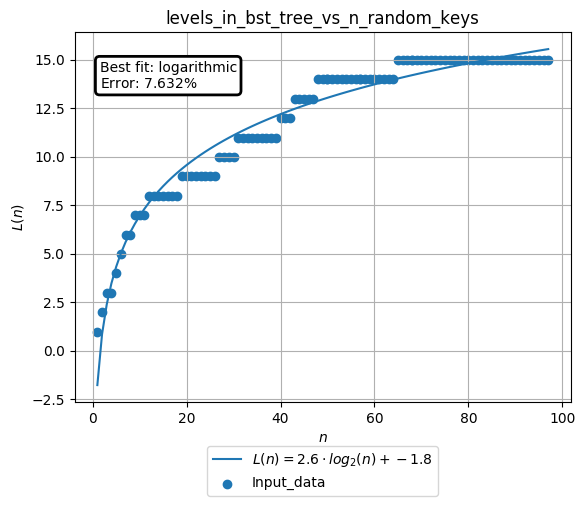 levels_in_bst_tree_vs_n_random_keys
Best fit: logarithmic
Error: 7.632%
15.0
12.5
10.0
7.5
5.0
2.5
0.0
−2.5
L(n)
0 20 40 60 80 100
n
L(n) = 2.6 · log₂(n) + −1.8
Input_data